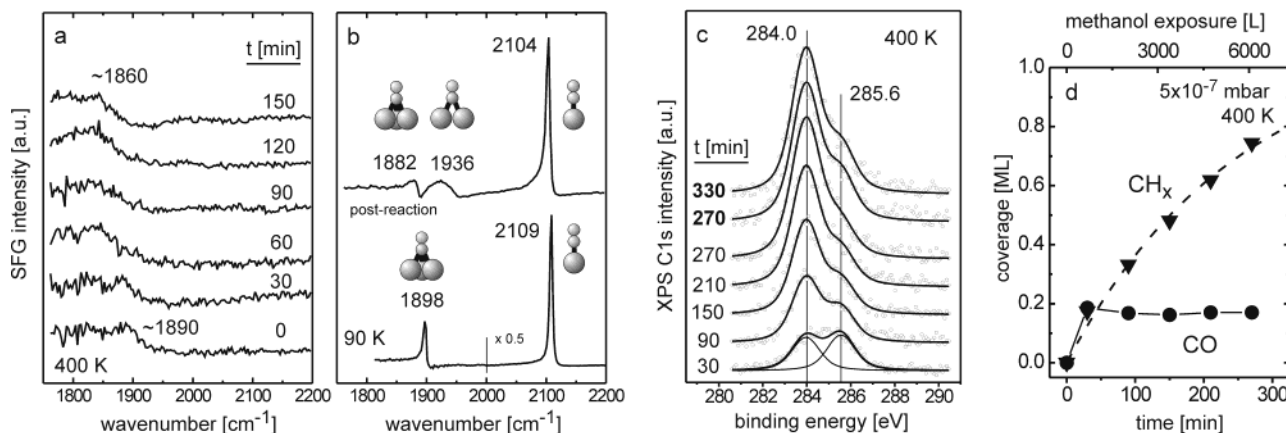 a
t [min]
~1860
150
120
90
60
30
~1890
0
400 K
1800 1900 2000 2100 2200
wavenumber [cm⁻¹]
SFG intensity [a.u.]
b
2104
1882 1936
post-reaction
2109
1898
90 K
x 0.5
1800 1900 2000 2100 2200
wavenumber [cm⁻¹]
c
284.0
400 K
285.6
t [min]
330
270
270
210
150
90
30
280 282 284 286 288 290
binding energy [eV]
XPS C1s intensity [a.u.]
methanol exposure [L]
0 2000 4000 6000
1.0
0.8
0.6
0.4
0.2
0.0
d
5x10⁻⁷ mbar
400 K
CHₓ
CO
coverage [ML]
0 100 200 300
time [min]